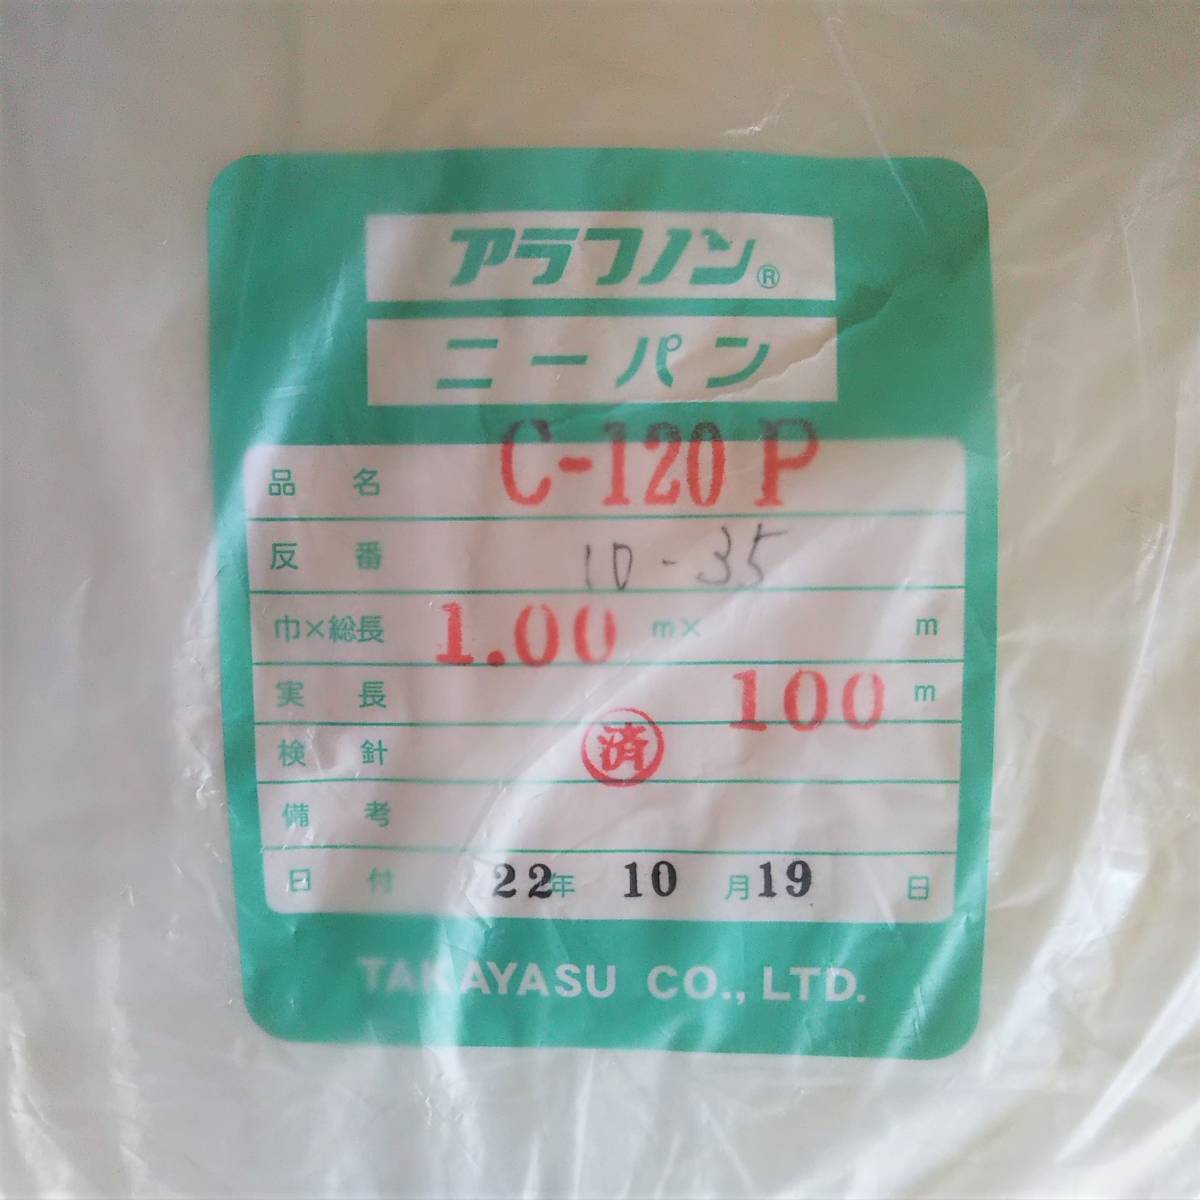 アラフノン®
ニーパン
品名 C-120 P
反番 10-35
巾×総長 1.00 m× m
実長 100 m
検針 済
備考
日付 22年 10月19日
TAKAYASU CO., LTD.